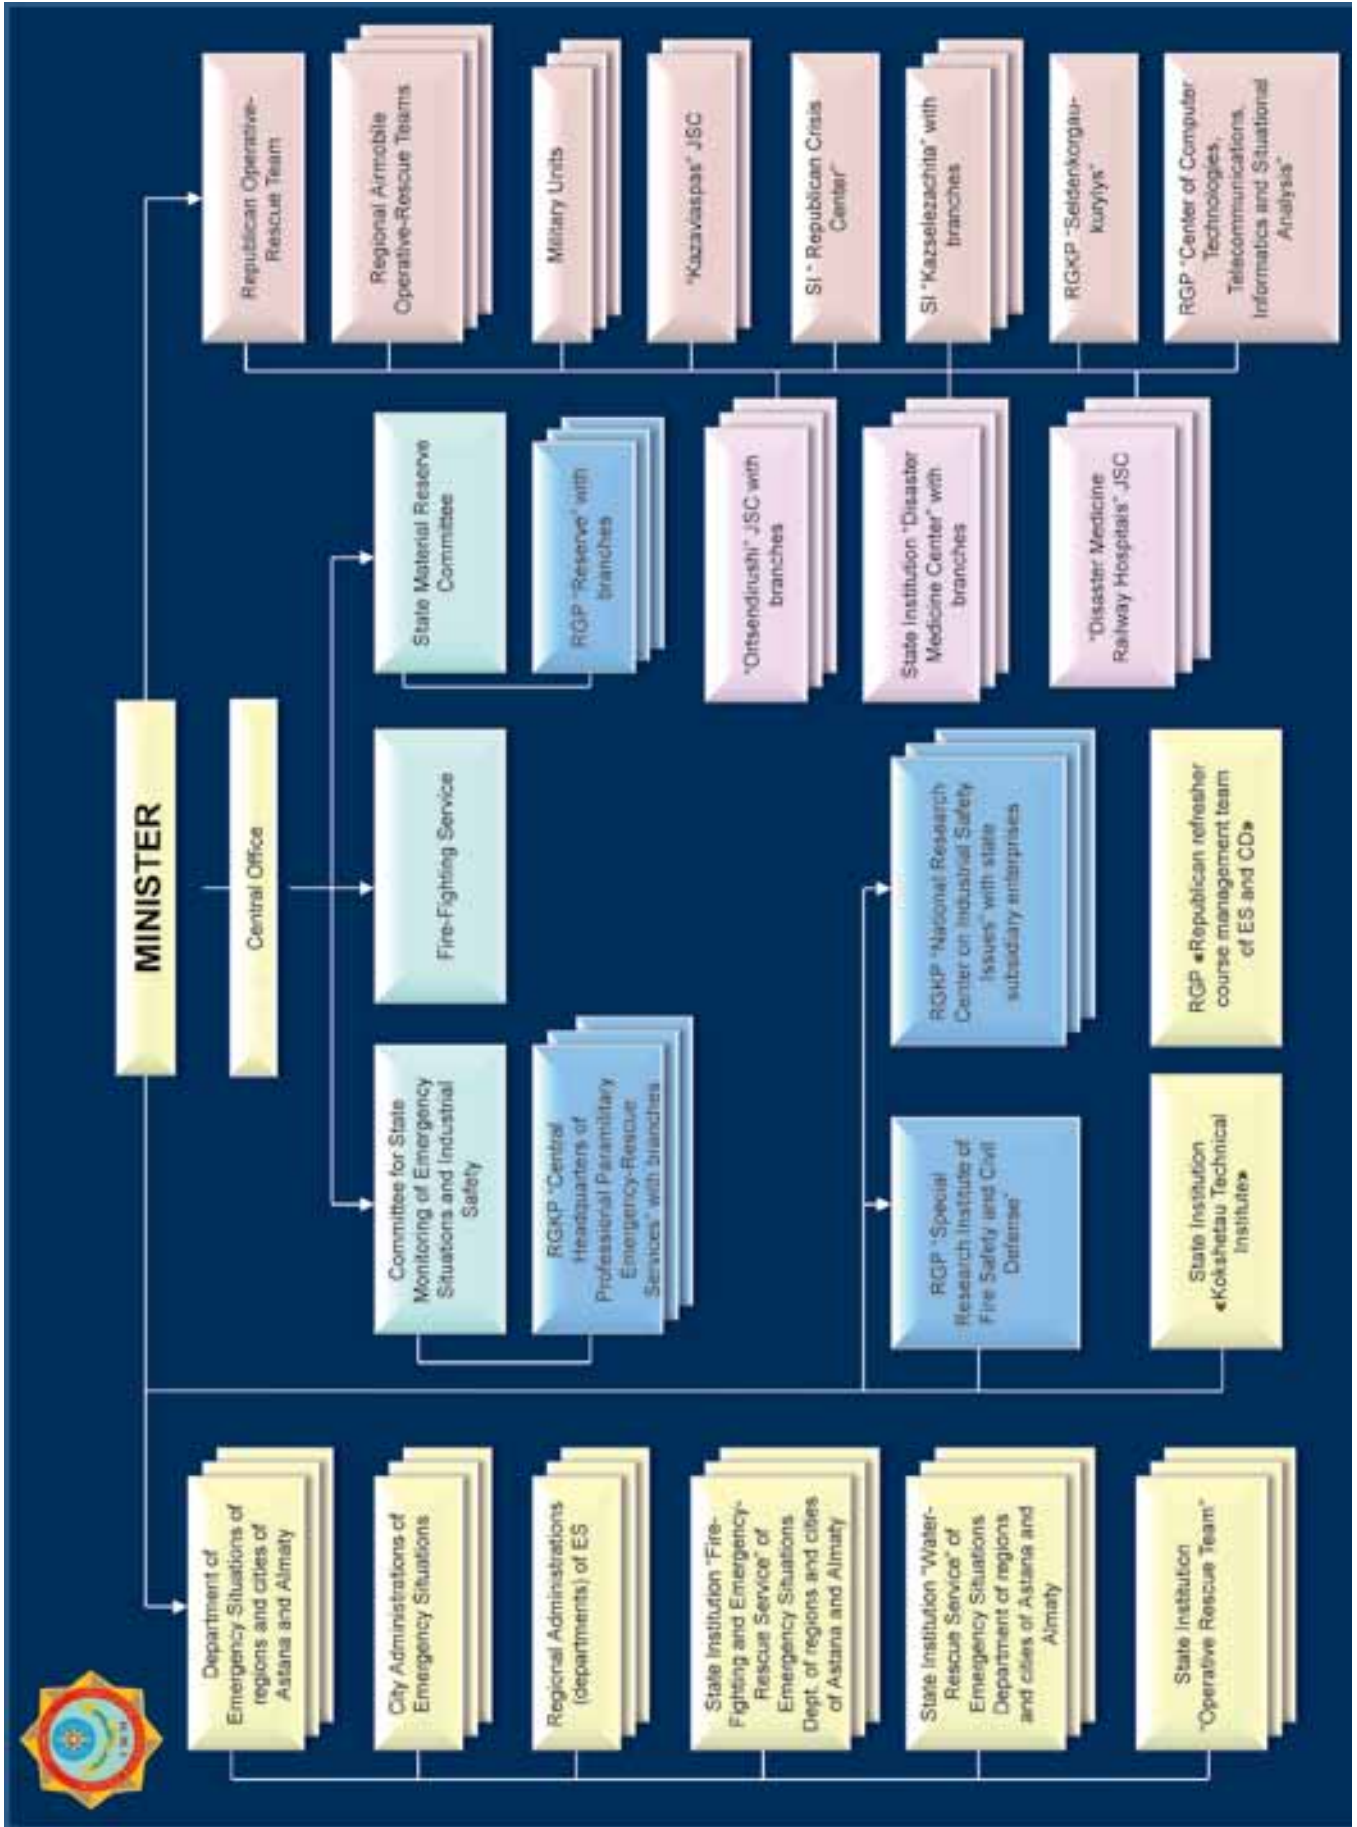 MINISTER
Central Office
Department of
Emergency Situations of
regions and cities of
Astana and Almaty
City Administrations of
Emergency Situations
Regional Administrations
(departments) of ES
State Institution "Fire-
Fighting and Emergency-
Rescue Service" of
Emergency Situations
Dept. of regions and cities
of Astana and Almaty
State Institution "Water-
Rescue Service" of
Emergency Situations
Department of regions
and cities of Astana and
Almaty
State Institution
"Operative Rescue Team"
Committee for State
Monitoring of Emergency
Situations and Industrial
Safety
RGKP "Central
Headquarters of
Professional Paramilitary
Emergency-Rescue
Services" with branches
Fire-Fighting Service
State Material Reserve
Committee
RGP "Reserve" with
branches
RGP "Special
Research Institute of
Fire Safety and Civil
Defense"
RGKP "National Research
Center on Industrial Safety
Issues" with state
subsidiary enterprises
State Institution
«Kokshetau Technical
Institute»
RGP «Republican refresher
course management team
of ES and CD»
"Ortsendirushi" JSC with
branches
State Institution "Disaster
Medicine Center" with
branches
"Disaster Medicine
Railway Hospitals" JSC
Republican Operative-
Rescue Team
Regional Airmobile
Operative-Rescue Teams
Military Units
"Kazaviaspas" JSC
SI " Republican Crisis
Center"
SI "Kazselezachita" with
branches
RGKP "Seldenkorgau-
kurylys"
RGP "Center of Computer
Technologies,
Telecommunications,
Informatics and Situational
Analysis"